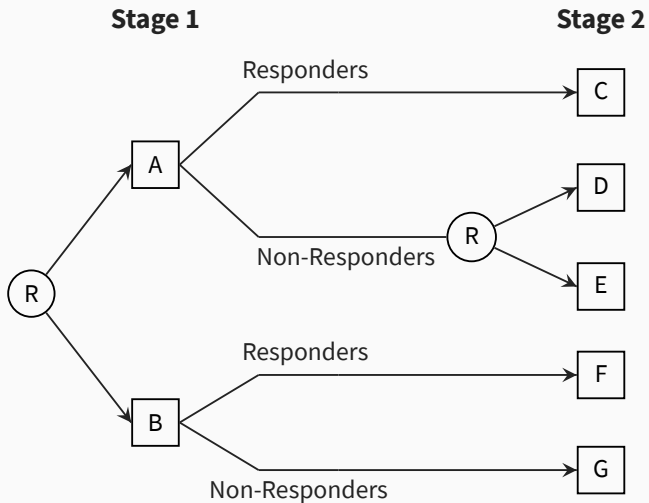 Stage 1
Stage 2
Responders
C
A
D
R
Non-Responders
E
R
Responders
F
B
G
Non-Responders